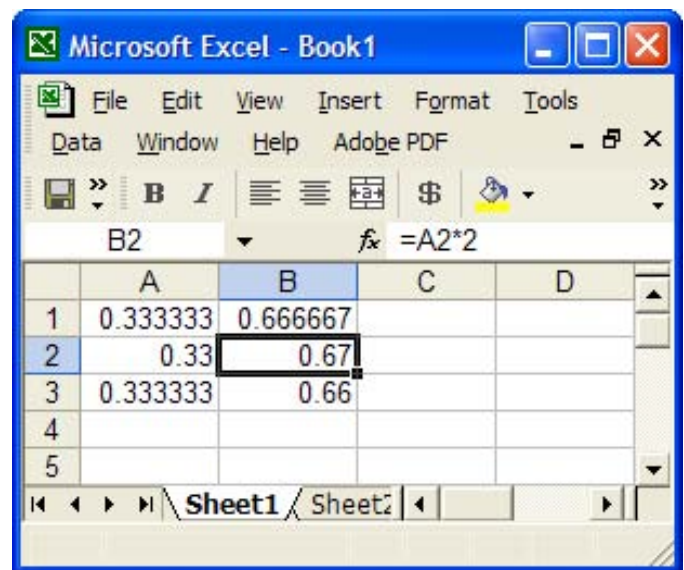 Microsoft Excel - Book1
File Edit View Insert Format Tools
Data Window Help Adobe PDF
B I $
B2 fx =A2*2
A B C D
1 0.333333 0.666667
2 0.33 0.67
3 0.333333 0.66
4
5
Sheet1 Sheet2